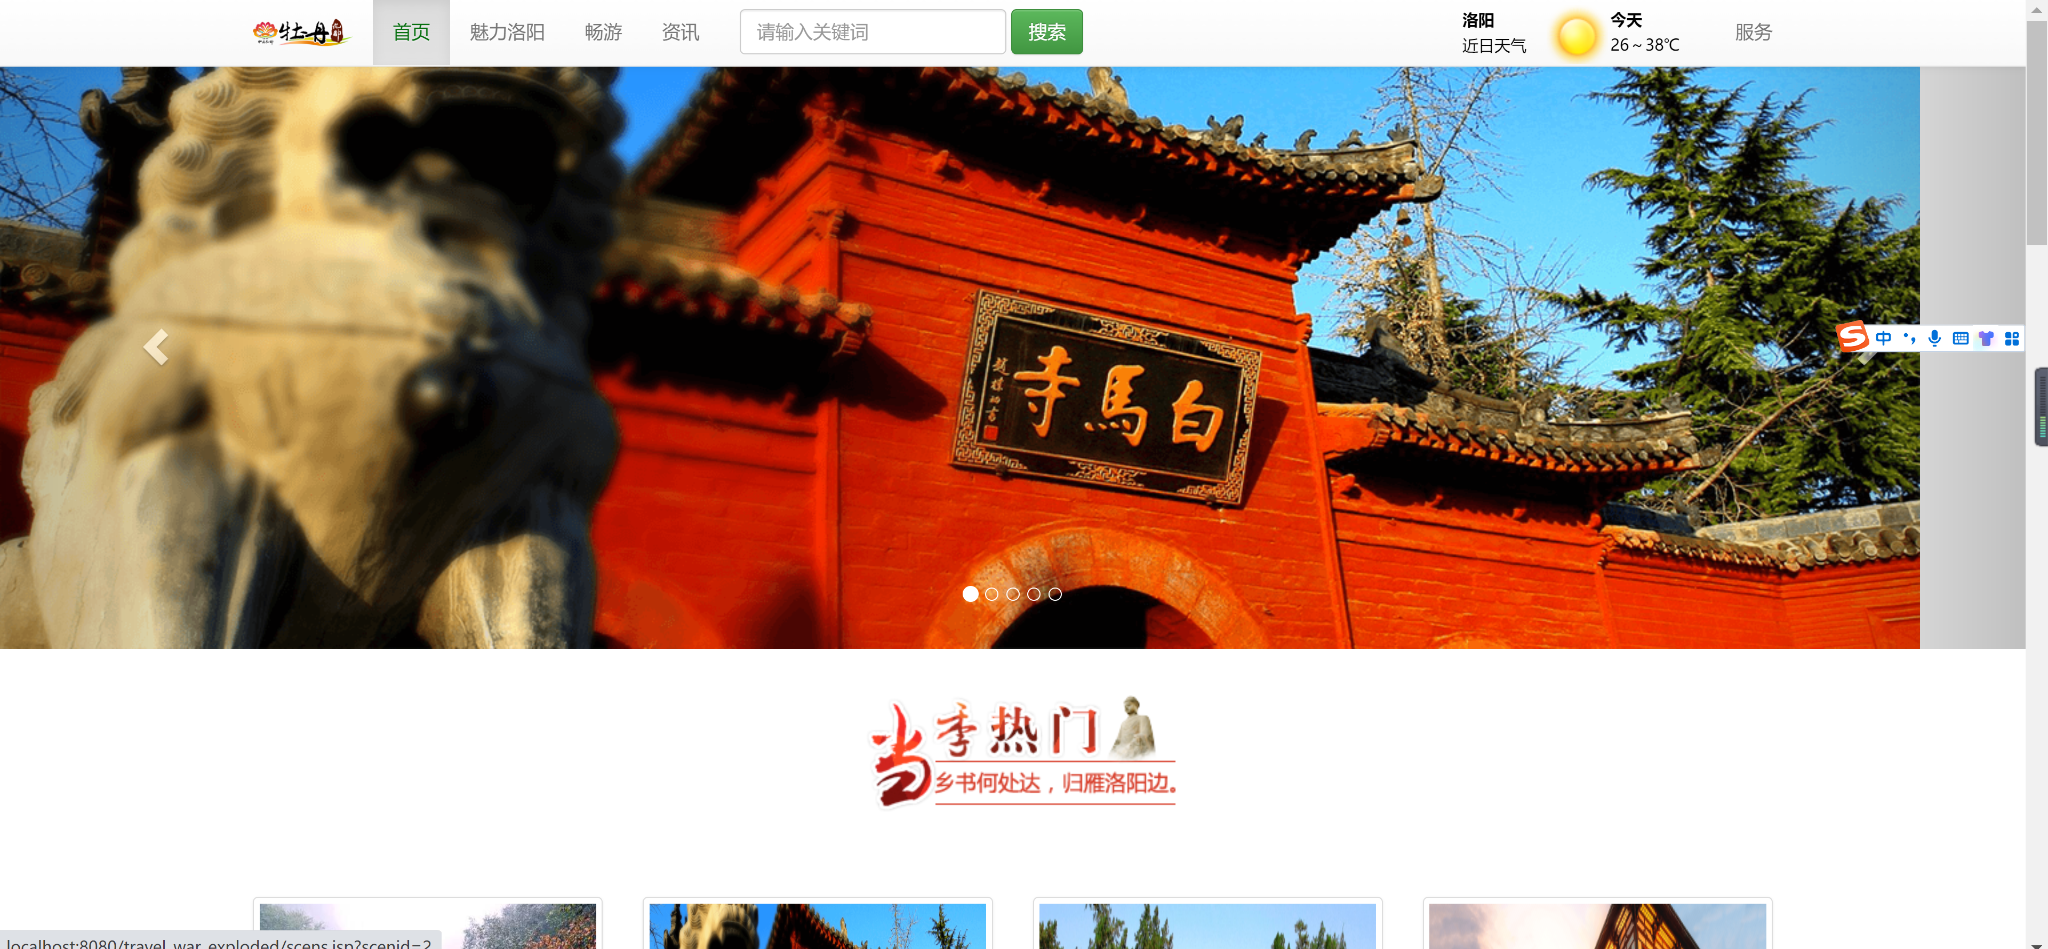 牡丹
首页
魅力洛阳
畅游
资讯
请输入关键词
搜索
洛阳
近日天气
今天
26～38℃
服务
白馬寺
中
当季热门
乡书何处达，归雁洛阳边。
localhost:8080/travel_war_exploded/scens.jsp?scenid=2